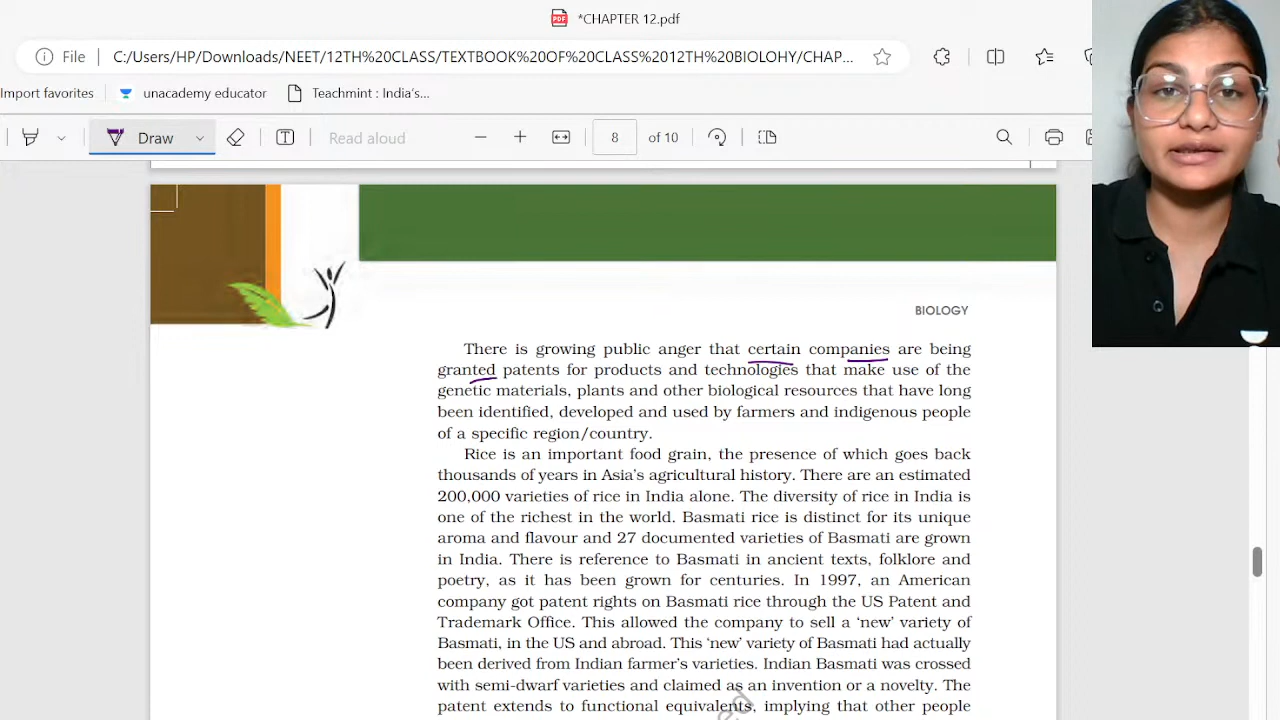 *CHAPTER 12.pdf
File C:/Users/HP/Downloads/NEET/12TH%20CLASS/TEXTBOOK%20OF%20CLASS%2012TH%20BIOLOHY/CHAP...
Import favorites unacademy educator Teachmint : India's...
Draw Read aloud 8 of 10
BIOLOGY
There is growing public anger that certain companies are being
granted patents for products and technologies that make use of the
genetic materials, plants and other biological resources that have long
been identified, developed and used by farmers and indigenous people
of a specific region/country.
Rice is an important food grain, the presence of which goes back
thousands of years in Asia's agricultural history. There are an estimated
200,000 varieties of rice in India alone. The diversity of rice in India is
one of the richest in the world. Basmati rice is distinct for its unique
aroma and flavour and 27 documented varieties of Basmati are grown
in India. There is reference to Basmati in ancient texts, folklore and
poetry, as it has been grown for centuries. In 1997, an American
company got patent rights on Basmati rice through the US Patent and
Trademark Office. This allowed the company to sell a 'new' variety of
Basmati, in the US and abroad. This 'new' variety of Basmati had actually
been derived from Indian farmer's varieties. Indian Basmati was crossed
with semi-dwarf varieties and claimed as an invention or a novelty. The
patent extends to functional equivalents, implying that other people